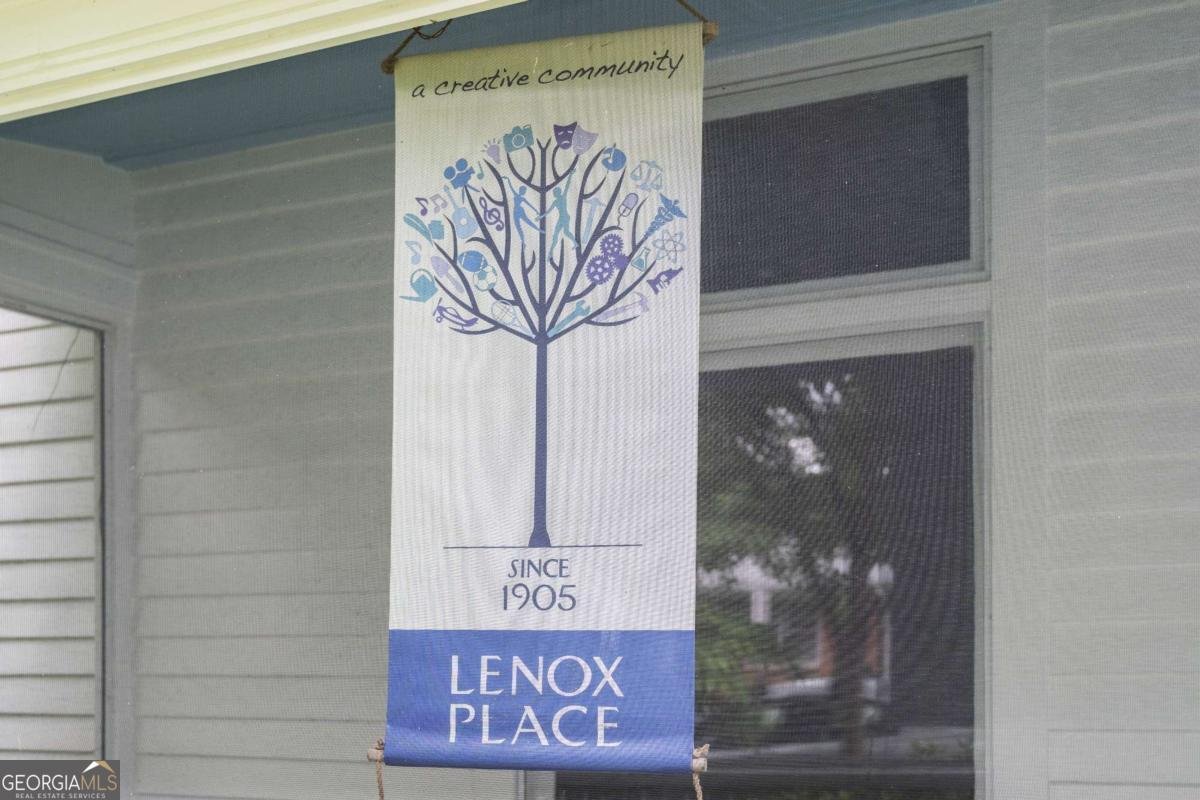 a creative community
SINCE
1905
LENOX
PLACE
GEORGIAMLS
REAL ESTATE SERVICES